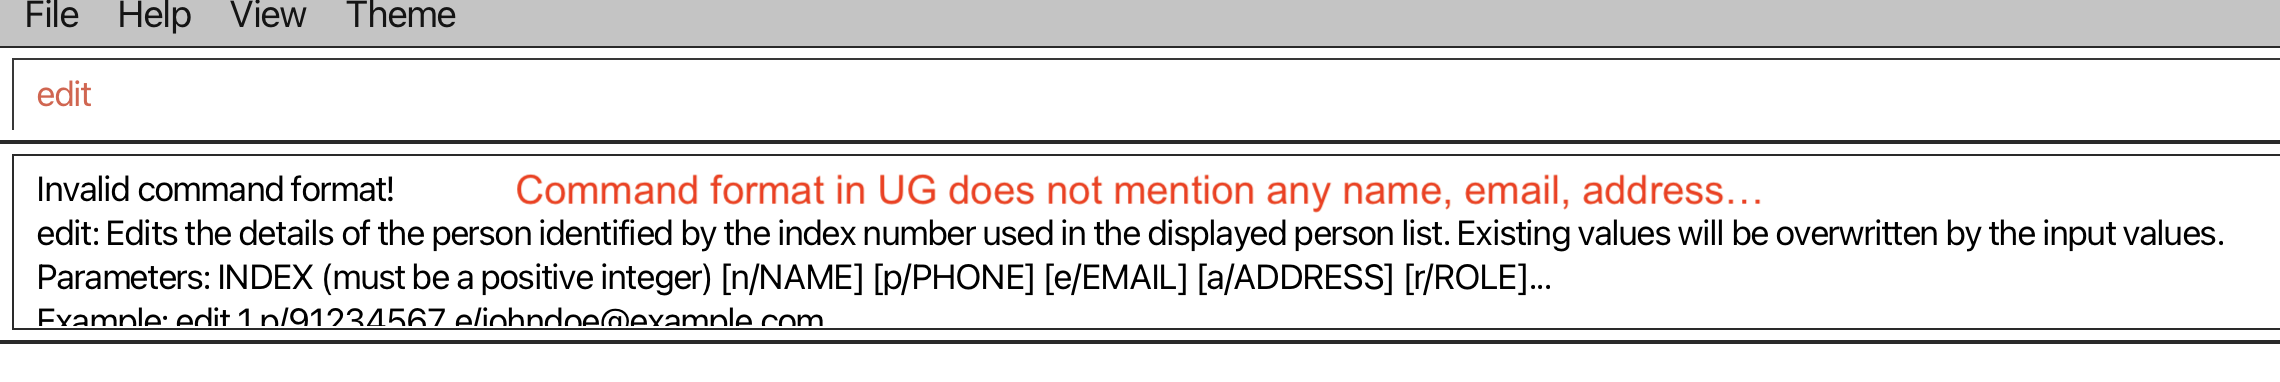 File Help View Theme
edit
Invalid command format!
Command format in UG does not mention any name, email, address...
edit: Edits the details of the person identified by the index number used in the displayed person list. Existing values will be overwritten by the input values.
Parameters: INDEX (must be a positive integer) [n/NAME] [p/PHONE] [e/EMAIL] [a/ADDRESS] [r/ROLE]...
Example: edit 1 p/91234567 e/johndoe@example.com